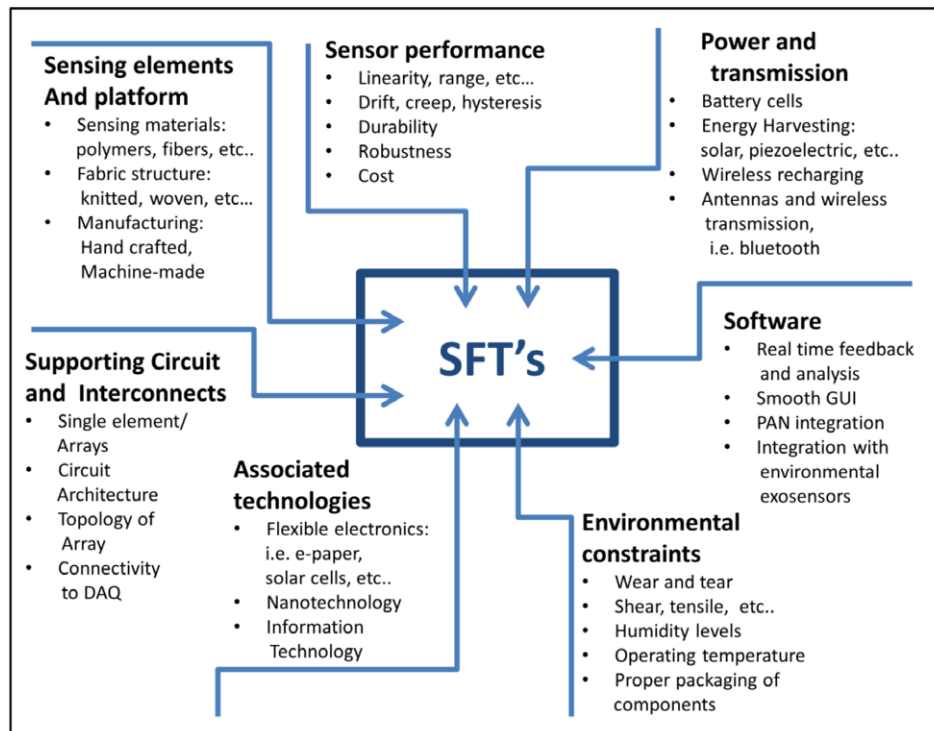 Sensing elements
And platform
• Sensing materials:
polymers, fibers, etc..
• Fabric structure:
knitted, woven, etc...
• Manufacturing:
Hand crafted,
Machine-made
Sensor performance
• Linearity, range, etc...
• Drift, creep, hysteresis
• Durability
• Robustness
• Cost
Power and
transmission
• Battery cells
• Energy Harvesting:
solar, piezoelectric, etc..
• Wireless recharging
• Antennas and wireless
transmission,
i.e. bluetooth
SFT's
Software
• Real time feedback
and analysis
• Smooth GUI
• PAN integration
• Integration with
environmental
exosensors
Supporting Circuit
and Interconnects
• Single element/
Arrays
• Circuit
Architecture
• Topology of
Array
• Connectivity
to DAQ
Associated
technologies
• Flexible electronics:
i.e. e-paper,
solar cells, etc..
• Nanotechnology
• Information
Technology
Environmental
constraints
• Wear and tear
• Shear, tensile, etc..
• Humidity levels
• Operating temperature
• Proper packaging of
components